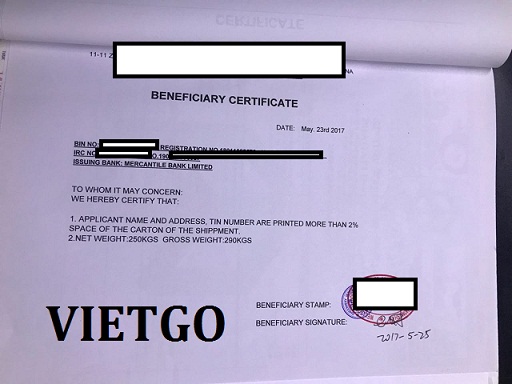 11-11
NA
BENEFICIARY CERTIFICATE
DATE: May. 23rd 2017
BIN NO: REGISTRATION NO.
IRC NO .190
ISSUING BANK: MERCANTILE BANK LIMITED
TO WHOM IT MAY CONCERN:
WE HEREBY CERTIFY THAT:
1. APPLICANT NAME AND ADDRESS, TIN NUMBER ARE PRINTED MORE THAN 2%
SPACE OF THE CARTON OF THE SHIPPMENT.
2.NET WEIGHT:250KGS GROSS WEIGHT:290KGS
BENEFICIARY STAMP:
BENEFICIARY SIGNATURE:
2017-5-25
VIETGO